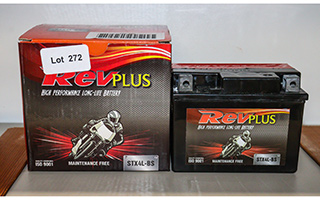 Lot 272
RevPLUS
HIGH PERFORMANCE LONG-LIFE BATTERY
ISO 9001
MAINTENANCE FREE
STX4L-BS
RevPLUS
HIGH PERFORMANCE LONG-LIFE BATTERY
ISO 9001
MAINTENANCE FREE
STX4L-BS